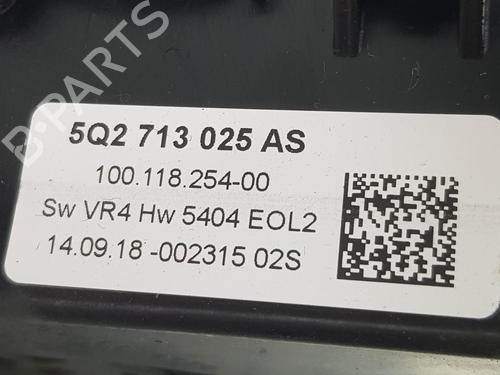 B-PARTS
5Q2 713 025 AS
100.118.254-00
Sw VR4 Hw 5404 EOL2
14.09.18 -002315 02S